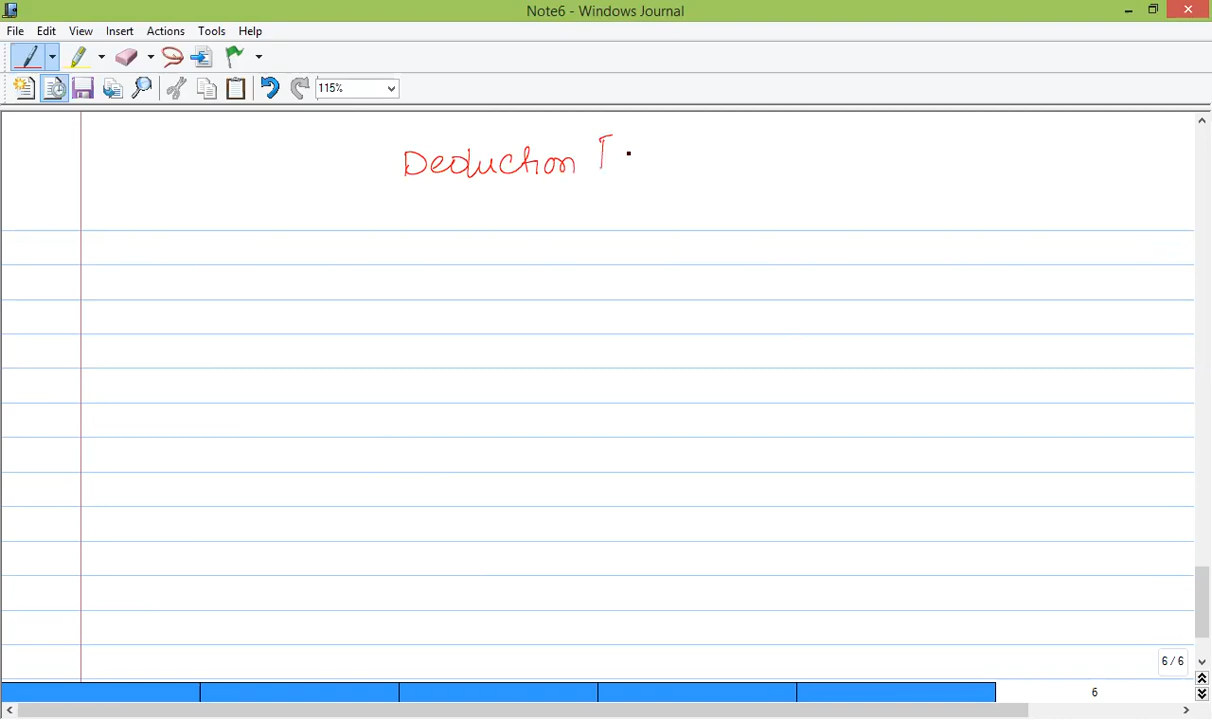 Note6 - Windows Journal
File Edit View Insert Actions Tools Help
115%
Deduction
6 / 6
6